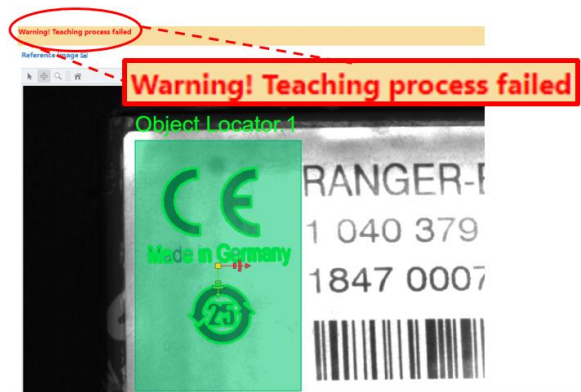 Warning! Teaching process failed
Reference Image
Warning! Teaching process failed
Object Locator.1
CE
Made in Germany
25
RANGER-E
1 040 379
1847 0007